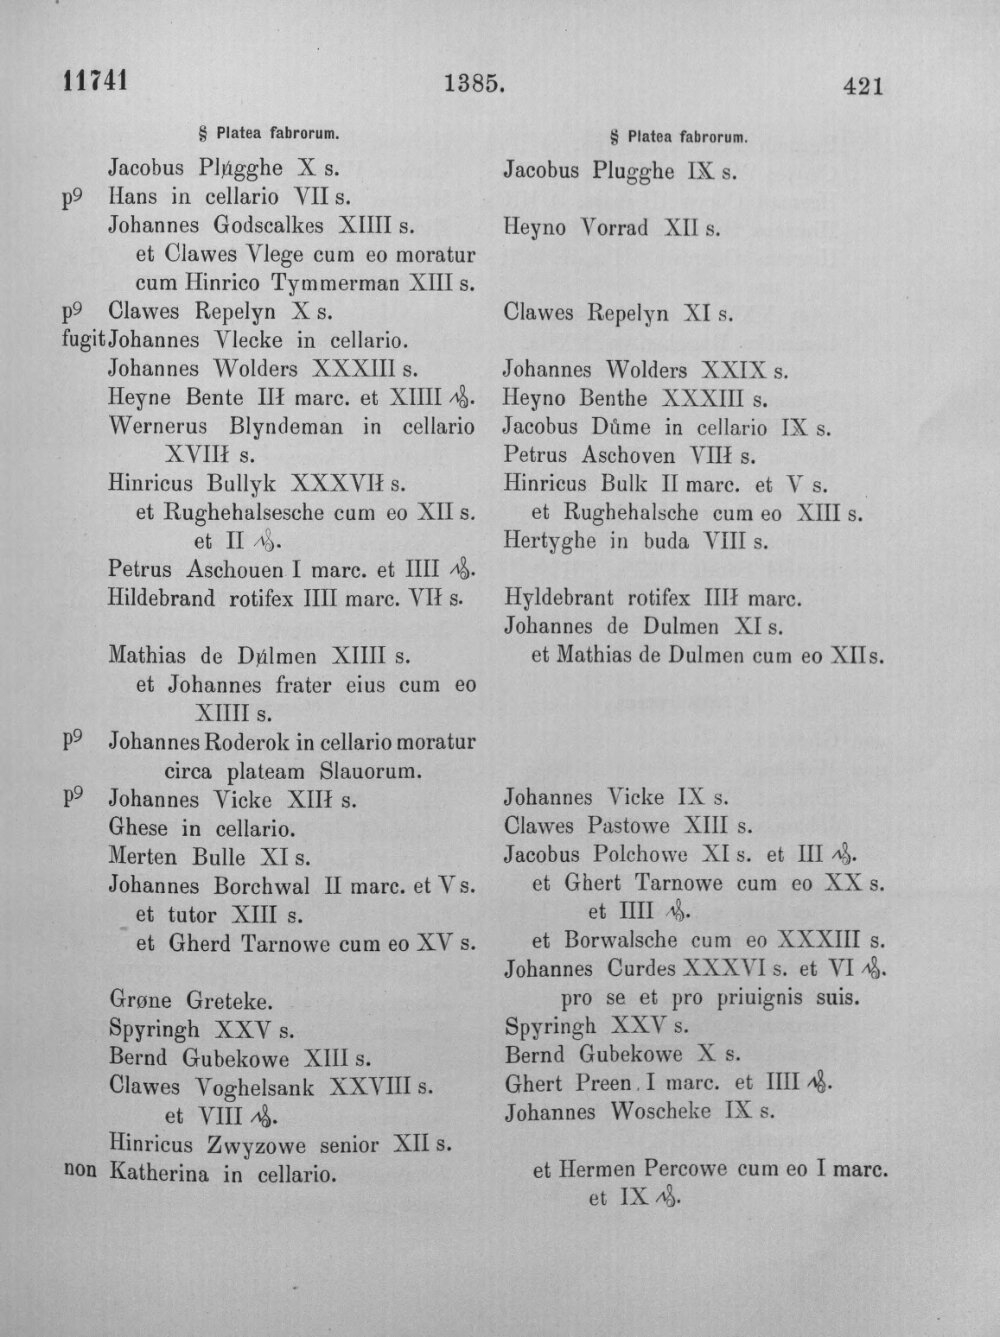 11741
1385.
421
§ Platea fabrorum.
Jacobus Plůgghe X s.
p9 Hans in cellario VII s.
Johannes Godscalkes XIIII s.
et Clawes Vlege cum eo moratur
cum Hinrico Tymmerman XIII s.
p9 Clawes Repelyn X s.
fugit Johannes Vlecke in cellario.
Johannes Wolders XXXIII s.
Heyne Bente IIƗ marc. et XIIII ₰.
Wernerus Blyndeman in cellario
XVIIƗ s.
Hinricus Bullyk XXXVIƗ s.
et Rughehalsesche cum eo XII s.
et II ₰.
Petrus Aschouen I marc. et IIII ₰.
Hildebrand rotifex IIII marc. VIƗ s.
Mathias de Důlmen XIIII s.
et Johannes frater eius cum eo
XIIII s.
p9 Johannes Roderok in cellario moratur
circa plateam Slauorum.
p9 Johannes Vicke XIIƗ s.
Ghese in cellario.
Merten Bulle XI s.
Johannes Borchwal II marc. et V s.
et tutor XIII s.
et Gherd Tarnowe cum eo XV s.
Grøne Greteke.
Spyringh XXV s.
Bernd Gubekowe XIII s.
Clawes Voghelsank XXVIII s.
et VIII ₰.
Hinricus Zwyzowe senior XII s.
non Katherina in cellario.
§ Platea fabrorum.
Jacobus Plugghe IX s.
Heyno Vorrad XII s.
Clawes Repelyn XI s.
Johannes Wolders XXIX s.
Heyno Benthe XXXIII s.
Jacobus Důme in cellario IX s.
Petrus Aschoven VIIƗ s.
Hinricus Bulk II marc. et V s.
et Rughehalsche cum eo XIII s.
Hertyghe in buda VIII s.
Hyldebrant rotifex IIIƗ marc.
Johannes de Dulmen XI s.
et Mathias de Dulmen cum eo XII s.
Johannes Vicke IX s.
Clawes Pastowe XIII s.
Jacobus Polchowe XI s. et III ₰.
et Ghert Tarnowe cum eo XX s.
et IIII ₰.
et Borwalsche cum eo XXXIII s.
Johannes Curdes XXXVI s. et VI ₰.
pro se et pro priuignis suis.
Spyringh XXV s.
Bernd Gubekowe X s.
Ghert Preen I marc. et IIII ₰.
Johannes Woscheke IX s.
et Hermen Percowe cum eo I marc.
et IX ₰.